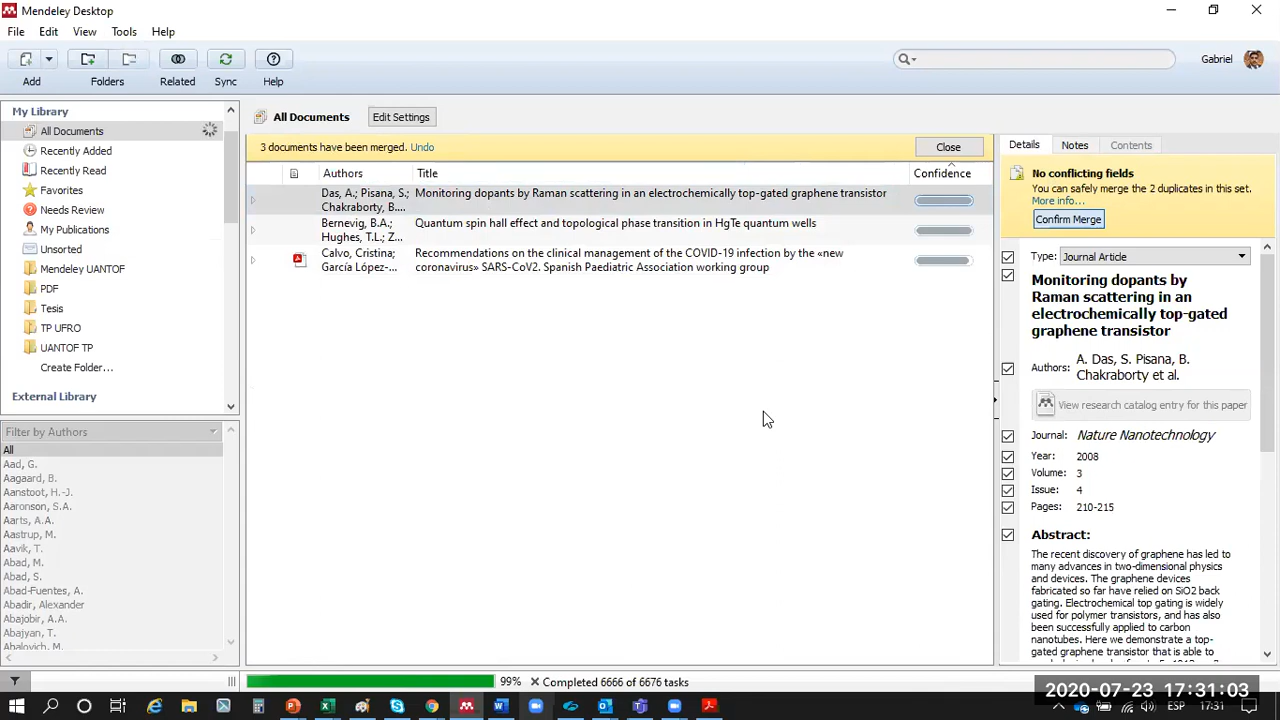 Mendeley Desktop
File Edit View Tools Help
Add Folders Related Sync Help Gabriel
My Library
All Documents
Recently Added
Recently Read
Favorites
Needs Review
My Publications
Unsorted
Mendeley UANTOF
PDF
Tesis
TP UFRO
UANTOF TP
Create Folder...
External Library
Filter by Authors
All
Aad, G.
Aagaard, B.
Aanstoot, H.-J.
Aaronson, S.A.
Aarts, A.A.
Aastrup, M.
Aavik, T.
Abad, M.
Abad, S.
Abad-Fuentes, A.
Abadir, Alexander
Abajobir, A.A.
Abajyan, T.
Abalovich, M.
All Documents Edit Settings
3 documents have been merged. Undo Close
Authors Title Confidence
Das, A.; Pisana, S.; Monitoring dopants by Raman scattering in an electrochemically top-gated graphene transistor
Chakraborty, B....
Bernevig, B.A.; Quantum spin hall effect and topological phase transition in HgTe quantum wells
Hughes, T.L.; Z...
Calvo, Cristina; Recommendations on the clinical management of the COVID-19 infection by the «new
García López-... coronavirus» SARS-CoV2. Spanish Paediatric Association working group
Details Notes Contents
No conflicting fields
You can safely merge the 2 duplicates in this set.
More info...
Confirm Merge
Type: Journal Article
Monitoring dopants by
Raman scattering in an
electrochemically top-gated
graphene transistor
Authors: A. Das, S. Pisana, B.
Chakraborty et al.
View research catalog entry for this paper
Journal: Nature Nanotechnology
Year: 2008
Volume: 3
Issue: 4
Pages: 210-215
Abstract:
The recent discovery of graphene has led to
many advances in two-dimensional physics
and devices. The graphene devices
fabricated so far have relied on SiO2 back
gating. Electrochemical top gating is widely
used for polymer transistors, and has also
been successfully applied to carbon
nanotubes. Here we demonstrate a top-
gated graphene transistor that is able to
99% Completed 6666 of 6676 tasks
2020-07-23 17:31:03
ESP 17:31